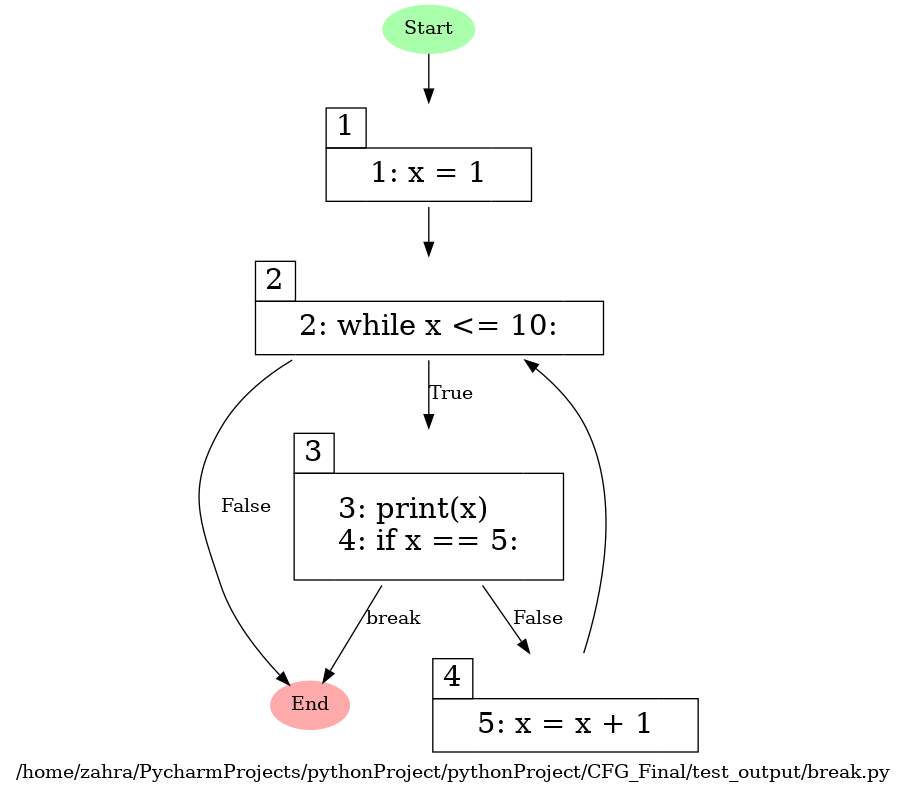 Start
1
1: x = 1
2
2: while x <= 10:
True
3
False
3: print(x)
4: if x == 5:
break
False
4
End
5: x = x + 1
/home/zahra/PycharmProjects/pythonProject/pythonProject/CFG_Final/test_output/break.py